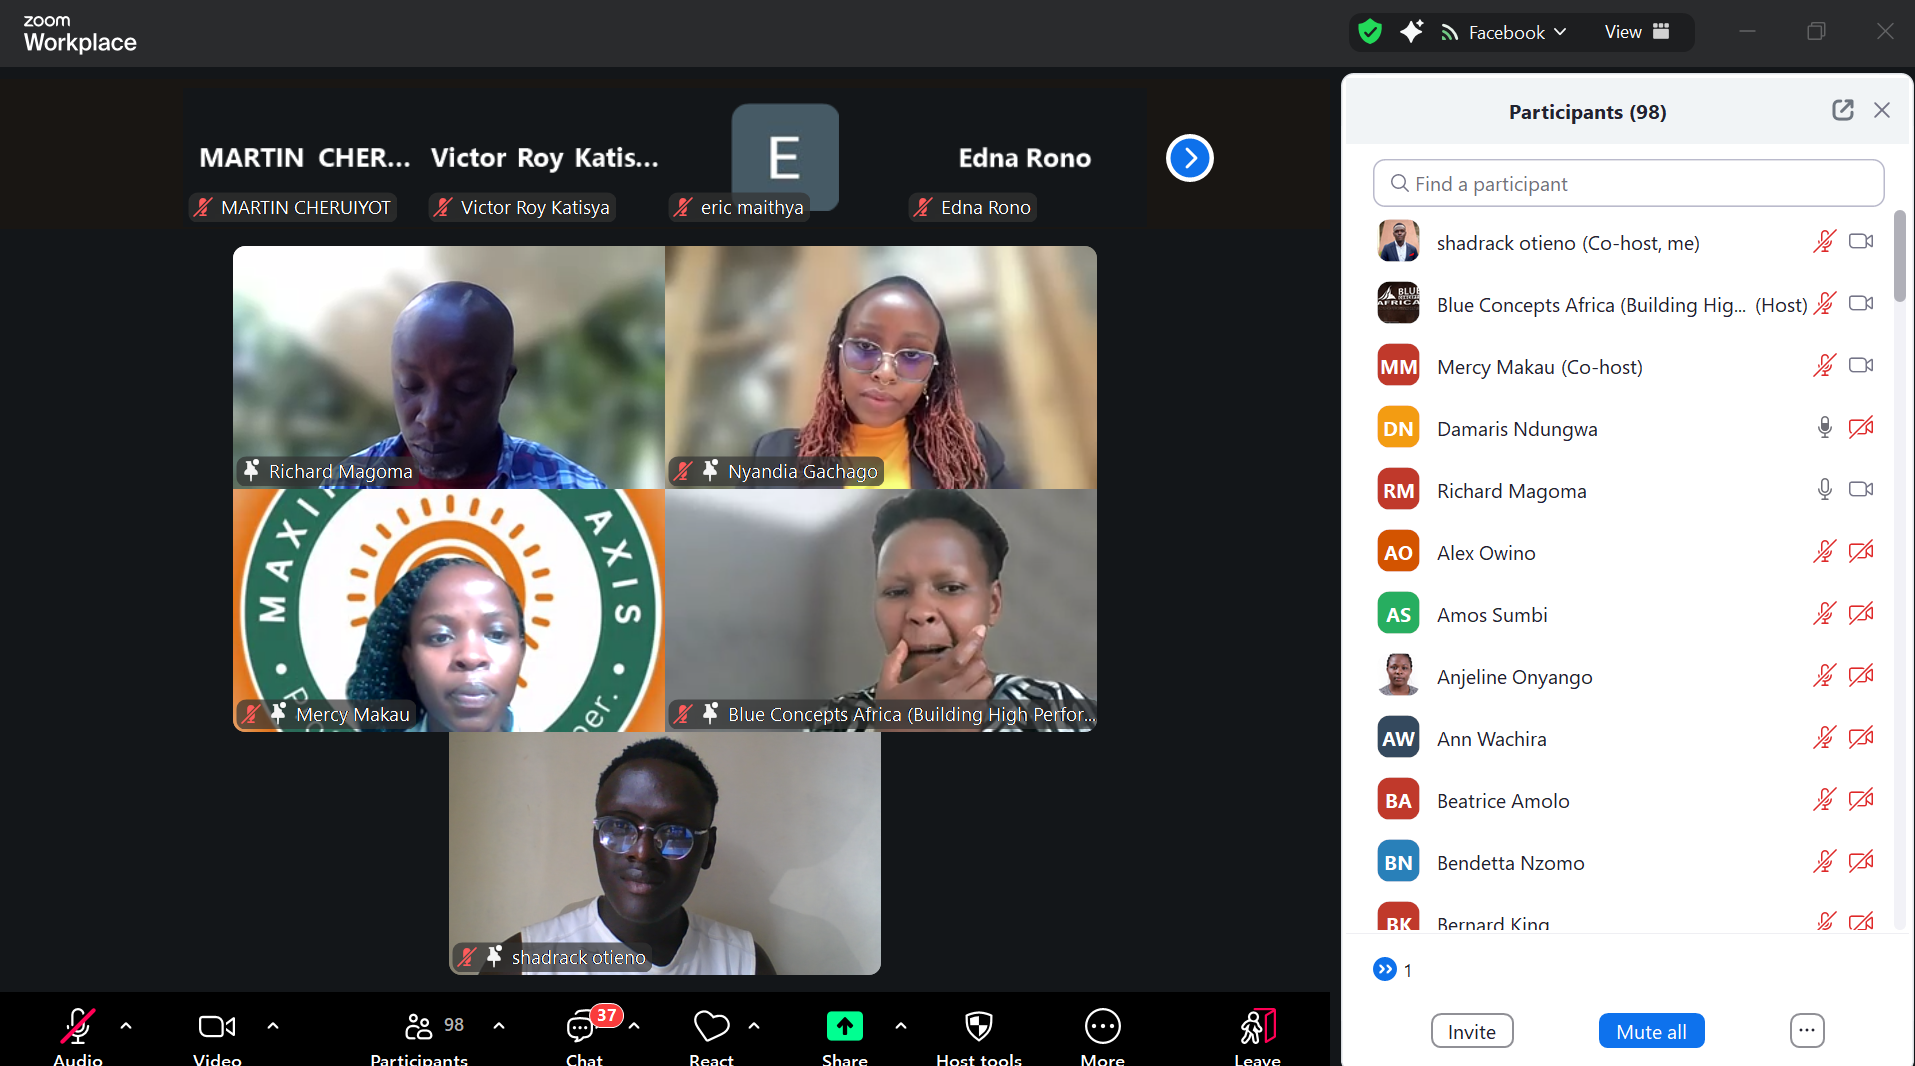 zoom
Workplace
Facebook
View
MARTIN CHER...
Victor Roy Katis...
E
Edna Rono
MARTIN CHERUIYOT
Victor Roy Katisya
eric maithya
Edna Rono
Richard Magoma
Nyandia Gachago
MAXI
AXIS
per.
Mercy Makau
Blue Concepts Africa (Building High Perfor...
shadrack otieno
Audio
Video
98
Participants
37
Chat
React
Share
Host tools
More
Leave
Participants (98)
Find a participant
shadrack otieno (Co-host, me)
BLUE
AFRICA
Blue Concepts Africa (Building Hig... (Host)
MM
Mercy Makau (Co-host)
DN
Damaris Ndungwa
RM
Richard Magoma
AO
Alex Owino
AS
Amos Sumbi
Anjeline Onyango
AW
Ann Wachira
BA
Beatrice Amolo
BN
Bendetta Nzomo
BK
Bernard King
1
Invite
Mute all